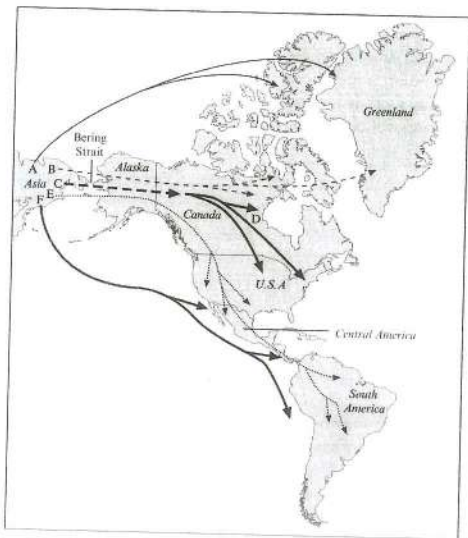 Greenland
Bering
Strait
Alaska
A B
Asia C
E
F
D
Canada
U.S.A
Central America
South
America